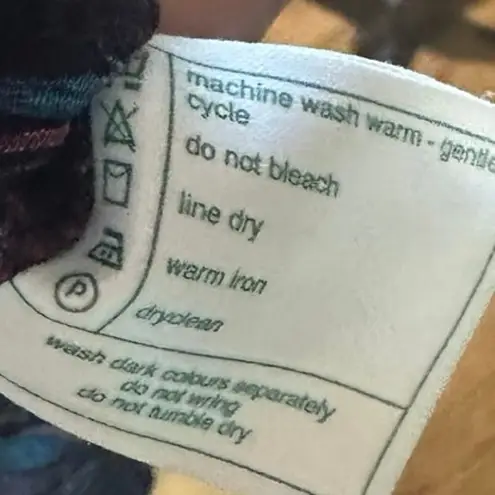 machine wash warm - gentle
cycle
do not bleach
line dry
warm iron
P
dryclean
wash dark colours separately
do not wring
do not tumble dry